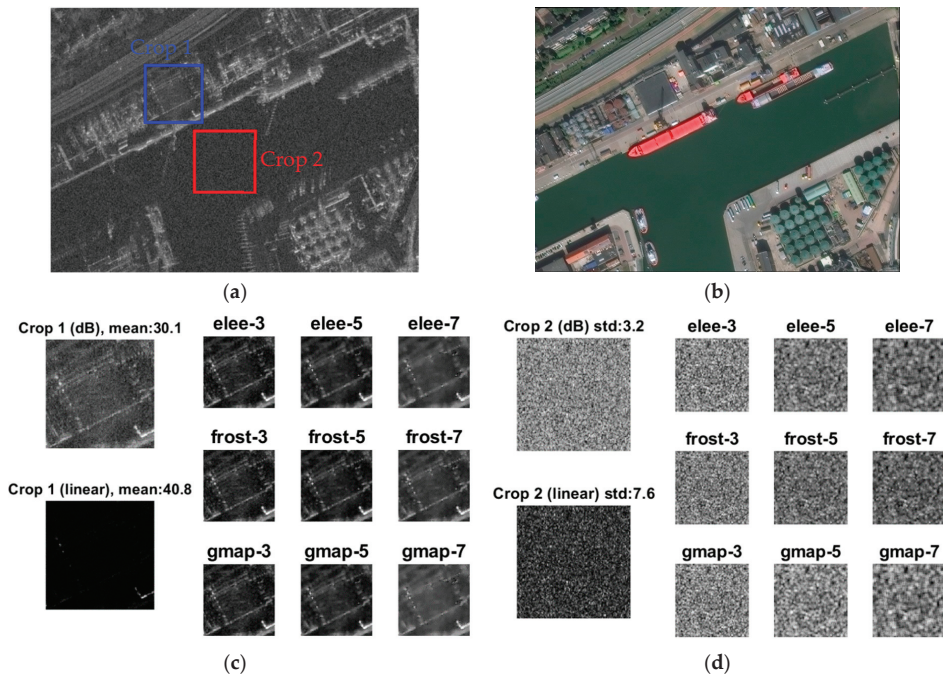 Crop 1
Crop 2
(a)
(b)
Crop 1 (dB), mean:30.1
elee-3 elee-5 elee-7
frost-3 frost-5 frost-7
Crop 1 (linear), mean:40.8
gmap-3 gmap-5 gmap-7
(c)
Crop 2 (dB) std:3.2
elee-3 elee-5 elee-7
frost-3 frost-5 frost-7
Crop 2 (linear) std:7.6
gmap-3 gmap-5 gmap-7
(d)